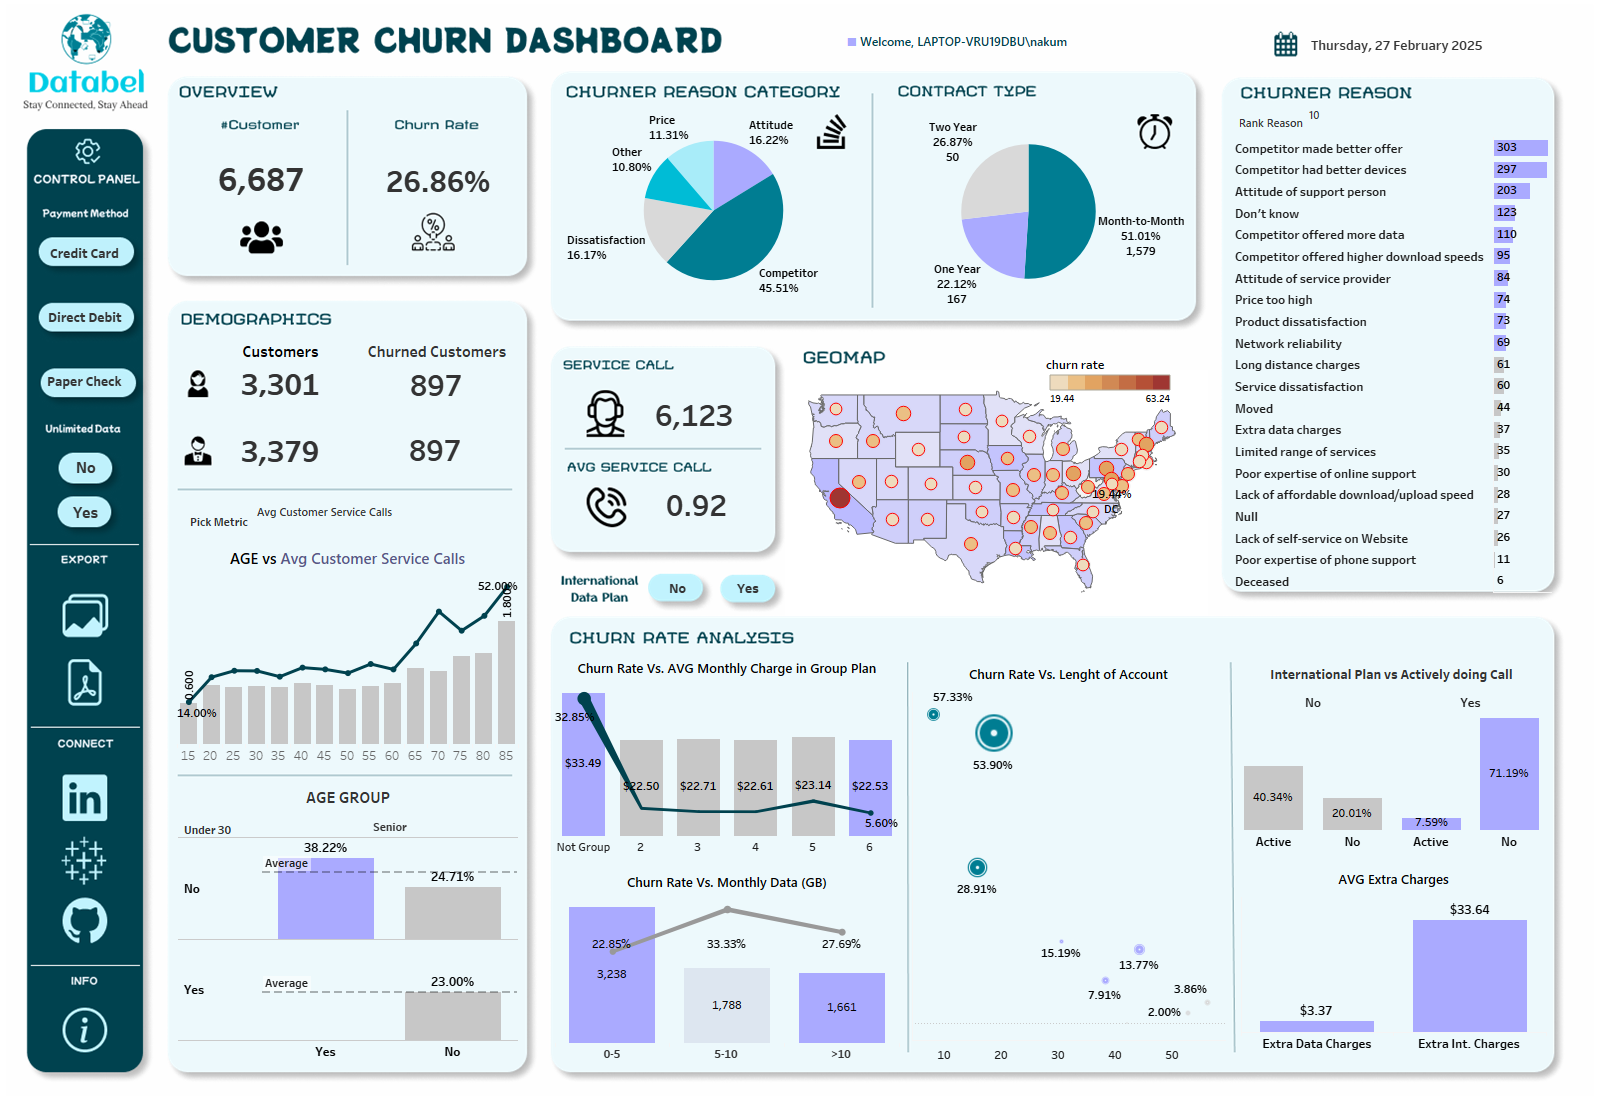 CUSTOMER CHURN DASHBOARD
Welcome, LAPTOP-VRU19DBU\nakum
Thursday, 27 February 2025
Databel
Stay Connected, Stay Ahead
CONTROL PANEL
Payment Method
Credit Card
Direct Debit
Paper Check
Unlimited Data
No
Yes
EXPORT
CONNECT
in
INFO
i
OVERVIEW
#Customer
Churn Rate
6,687
26.86%
%
DEMOGRAPHICS
Customers
Churned Customers
3,301
897
3,379
897
Pick Metric
Avg Customer Service Calls
AGE vs Avg Customer Service Calls
52.00%
1.800
0.600
14.00%
15 20 25 30 35 40 45 50 55 60 65 70 75 80 85
AGE GROUP
Under 30
Senior
38.22%
Average
24.71%
No
Average
23.00%
Yes
Yes
No
CHURNER REASON CATEGORY
Price
11.31%
Attitude
16.22%
Other
10.80%
Dissatisfaction
16.17%
Competitor
45.51%
CONTRACT TYPE
Two Year
26.87%
50
Month-to-Month
51.01%
1,579
One Year
22.12%
167
SERVICE CALL
6,123
AVG SERVICE CALL
0.92
International
Data Plan
No
Yes
GEOMAP
churn rate
19.44
63.24
19.44%
DC
CHURNER REASON
Rank Reason
10
Competitor made better offer 303
Competitor had better devices 297
Attitude of support person 203
Don't know 123
Competitor offered more data 110
Competitor offered higher download speeds 95
Attitude of service provider 84
Price too high 74
Product dissatisfaction 73
Network reliability 69
Long distance charges 61
Service dissatisfaction 60
Moved 44
Extra data charges 37
Limited range of services 35
Poor expertise of online support 30
Lack of affordable download/upload speed 28
Null 27
Lack of self-service on Website 26
Poor expertise of phone support 11
Deceased 6
CHURN RATE ANALYSIS
Churn Rate Vs. AVG Monthly Charge in Group Plan
32.85%
$33.49
$22.50
$22.71
$22.61
$23.14
$22.53
5.60%
Not Group 2 3 4 5 6
Churn Rate Vs. Monthly Data (GB)
22.85%
33.33%
27.69%
3,238
1,788
1,661
0-5
5-10
>10
Churn Rate Vs. Lenght of Account
57.33%
53.90%
28.91%
15.19%
13.77%
7.91%
3.86%
2.00%
10 20 30 40 50
International Plan vs Actively doing Call
No
Yes
40.34%
20.01%
7.59%
71.19%
Active
No
Active
No
AVG Extra Charges
$33.64
$3.37
Extra Data Charges
Extra Int. Charges